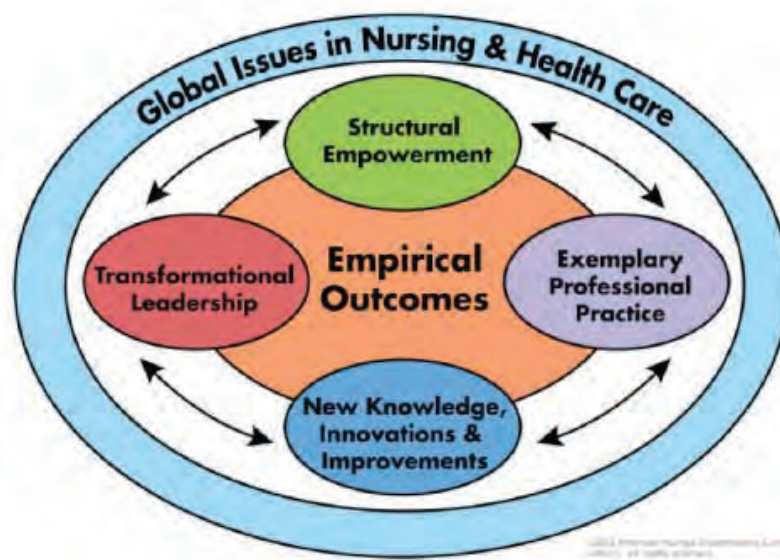 Global Issues in Nursing & Health Care
Structural
Empowerment
Transformational
Leadership
Empirical
Outcomes
Exemplary
Professional
Practice
New Knowledge,
Innovations &
Improvements